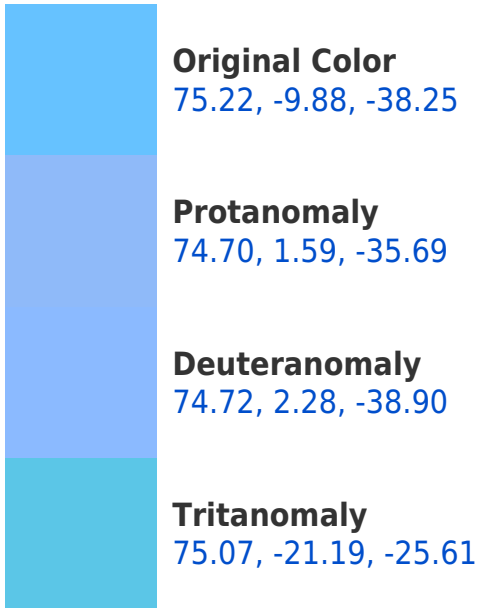 Original Color
75.22, -9.88, -38.25
Protanomaly
74.70, 1.59, -35.69
Deuteranomaly
74.72, 2.28, -38.90
Tritanomaly
75.07, -21.19, -25.61